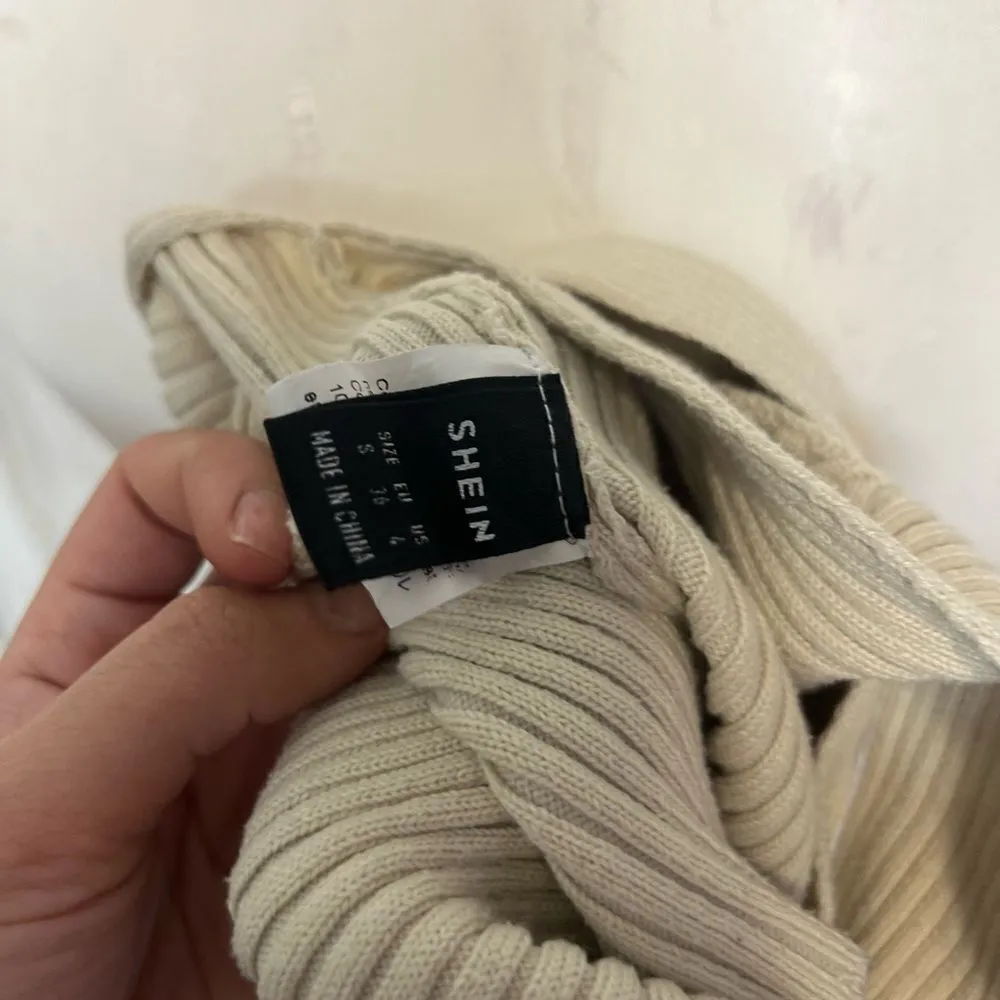 SHEIN
SIZE EU US
S 36 4
MADE IN CHINA